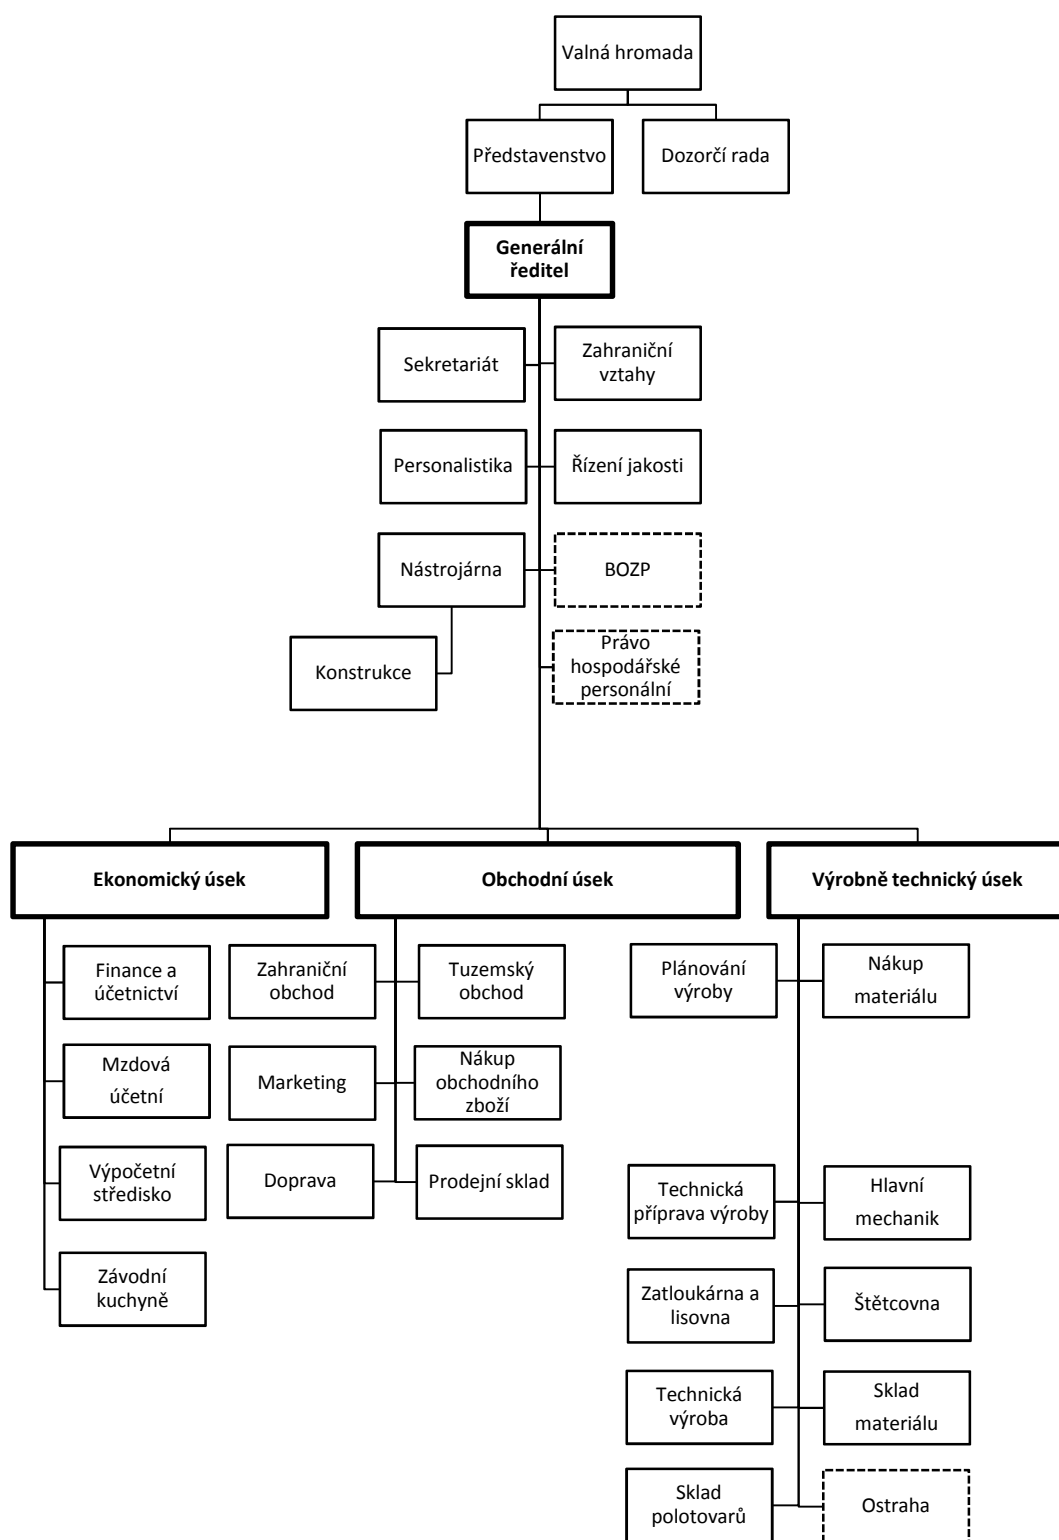 Valná hromada
Představenstvo
Dozorčí rada
Generální
ředitel
Sekretariát
Zahraniční
vztahy
Personalistika
Řízení jakosti
Nástrojárna
BOZP
Konstrukce
Právo
hospodářské
personální
Ekonomický úsek
Obchodní úsek
Výrobně technický úsek
Finance a
účetnictví
Zahraniční
obchod
Tuzemský
obchod
Plánování
výroby
Nákup
materiálu
Mzdová
účetní
Marketing
Nákup
obchodního
zboží
Výpočetní
středisko
Doprava
Prodejní sklad
Technická
příprava výroby
Hlavní
mechanik
Závodní
kuchyně
Zatloukárna a
lisovna
Štětcovna
Technická
výroba
Sklad
materiálu
Sklad
polotovarů
Ostraha